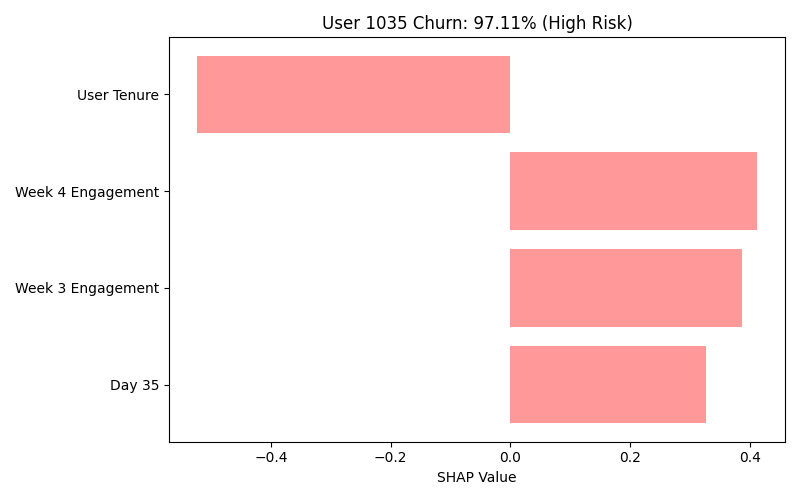 User 1035 Churn: 97.11% (High Risk)
User Tenure
Week 4 Engagement
Week 3 Engagement
Day 35
−0.4 −0.2 0.0 0.2 0.4
SHAP Value